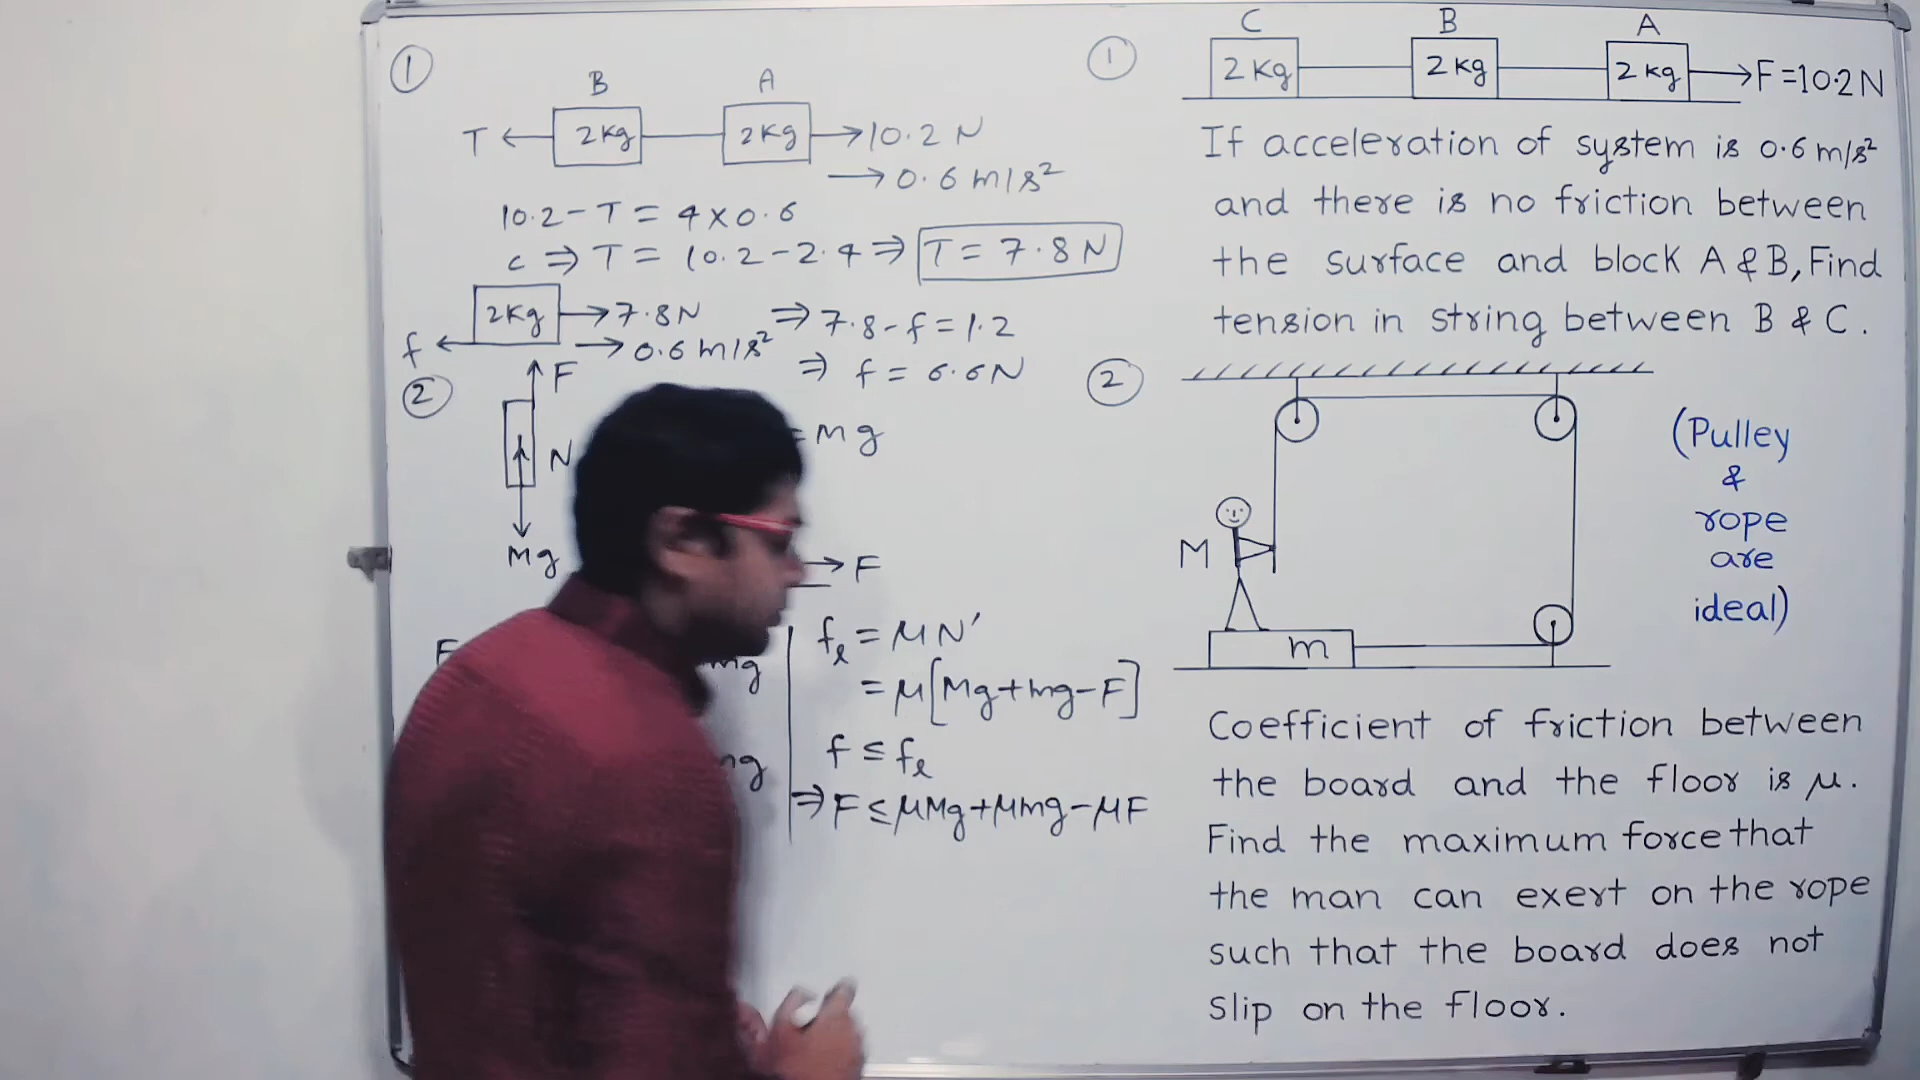 ①
B A
T 2kg 2kg 10.2 N
0.6 m/s²
10.2 - T = 4 × 0.6
⇒ T = 10.2 - 2.4 ⇒ T = 7.8 N
C
2kg 7.8N ⇒ 7.8 - f = 1.2
f 0.6 m/s² ⇒ f = 6.6N
②
F
N
Mg
= Mg
F
F
mg
mg
fℓ = μN'
= μ[Mg+mg-F]
f ≤ fℓ
⇒ F ≤ μMg+μmg-μF
①
C B A
2 kg 2 kg 2 kg F = 10.2 N
If acceleration of system is 0.6 m/s²
and there is no friction between
the surface and block A & B, Find
tension in string between B & C.
②
M
m
(Pulley
&
rope
are
ideal)
Coefficient of friction between
the board and the floor is μ.
Find the maximum force that
the man can exert on the rope
such that the board does not
slip on the floor.